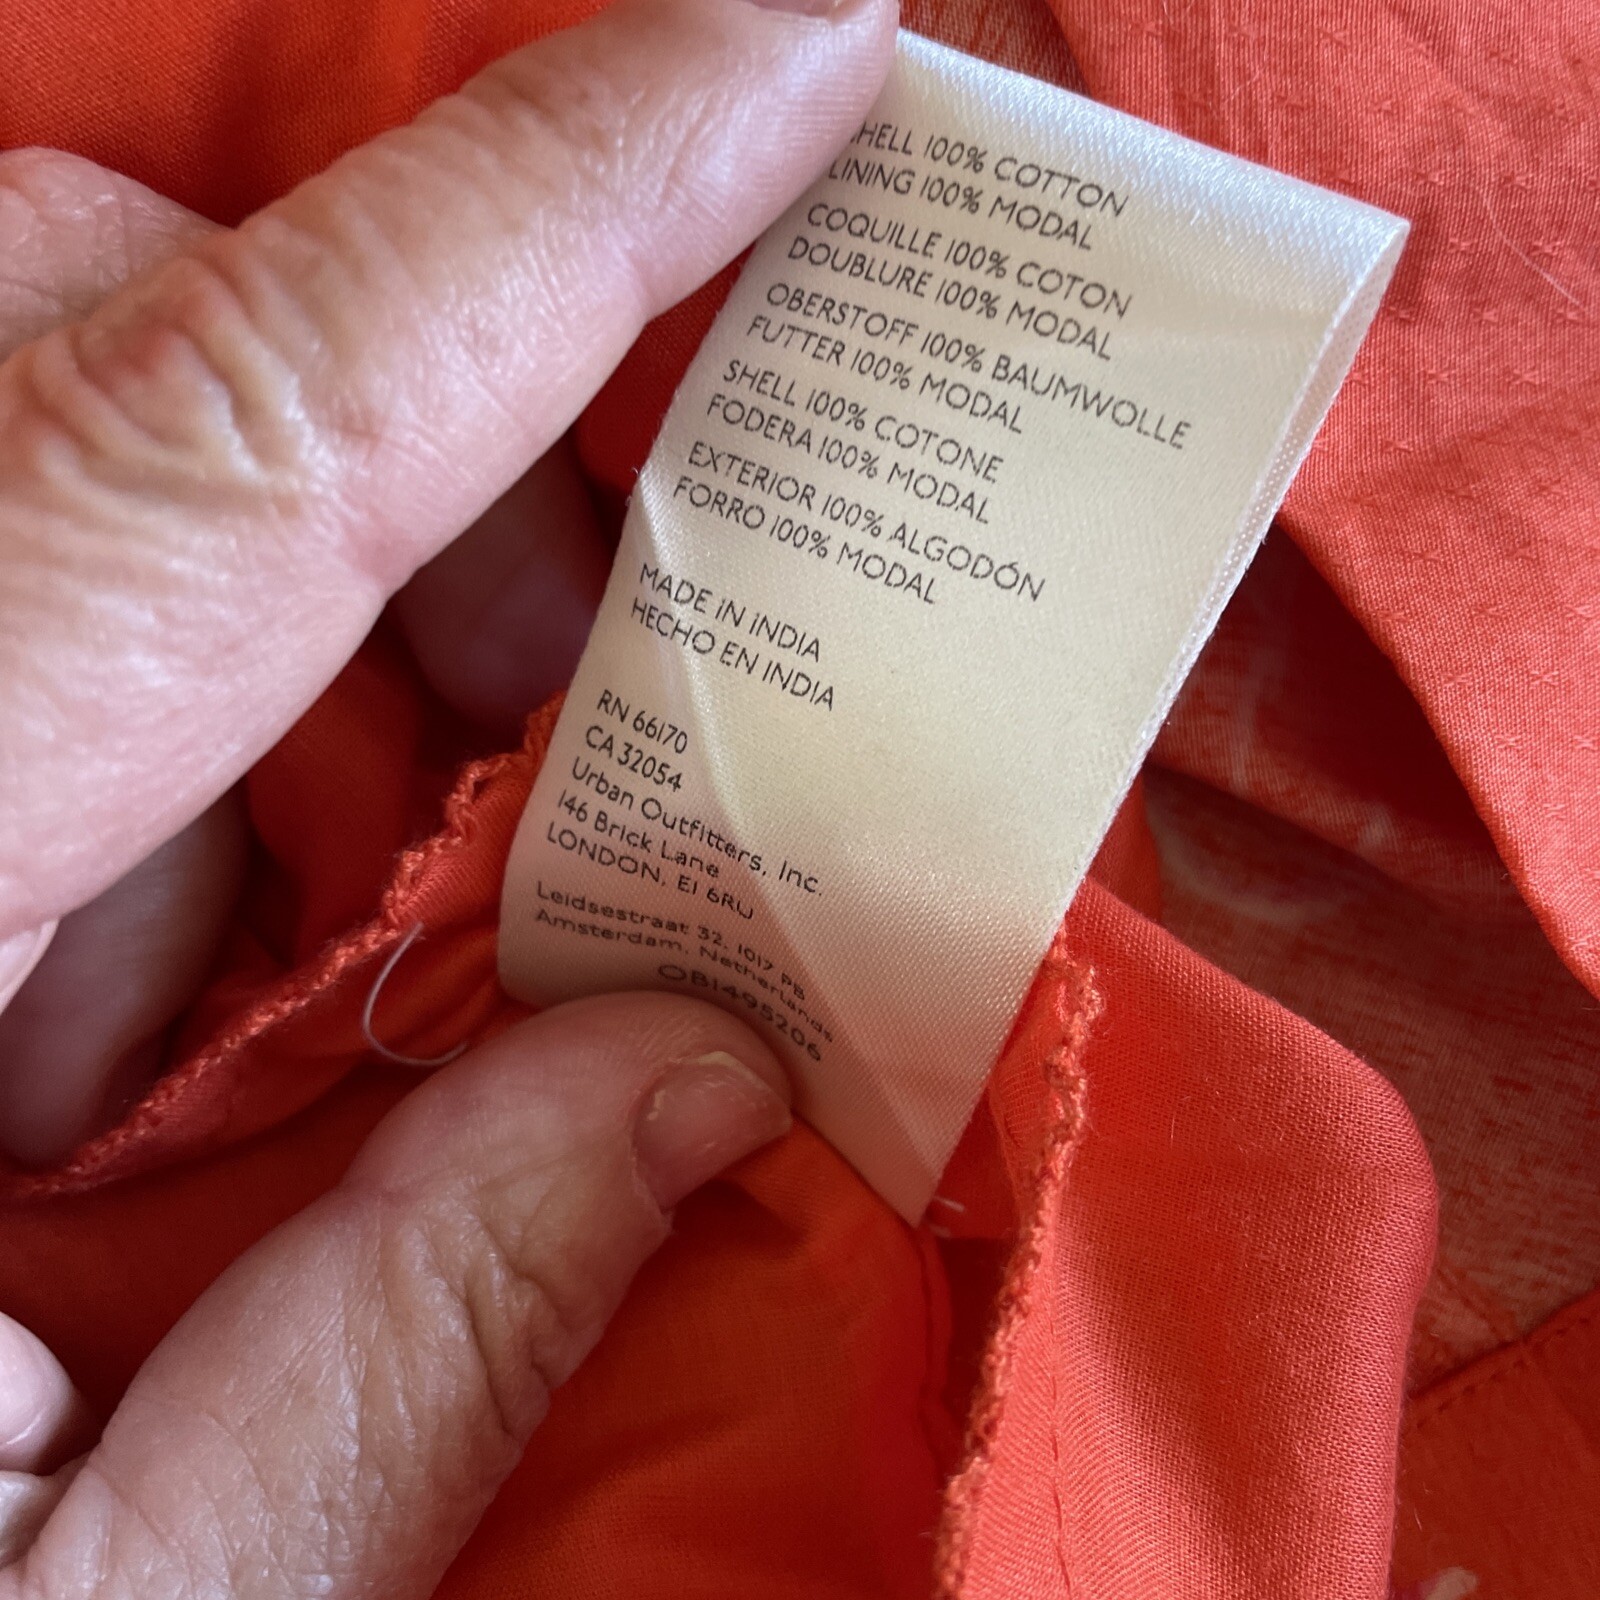 SHELL 100% COTTON
LINING 100% MODAL
COQUILLE 100% COTON
DOUBLURE 100% MODAL
OBERSTOFF 100% BAUMWOLLE
FUTTER 100% MODAL
SHELL 100% COTONE
FODERA 100% MODAL
EXTERIOR 100% ALGODÓN
FORRO 100% MODAL
MADE IN INDIA
HECHO EN INDIA
RN 66170
CA 32054
Urban Outfitters, Inc.
146 Brick Lane
LONDON, E1 6RU
Leidsestraat 32, 1017 PB
Amsterdam, Netherlands
OB1495206